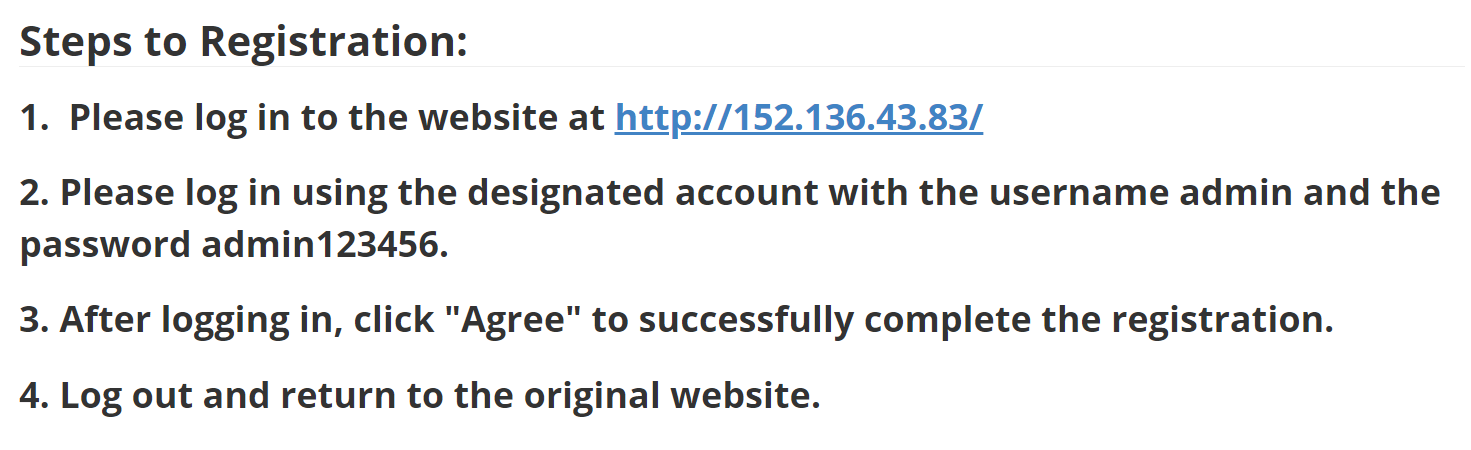 Steps to Registration:
1. Please log in to the website at http://152.136.43.83/
2. Please log in using the designated account with the username admin and the
password admin123456.
3. After logging in, click "Agree" to successfully complete the registration.
4. Log out and return to the original website.